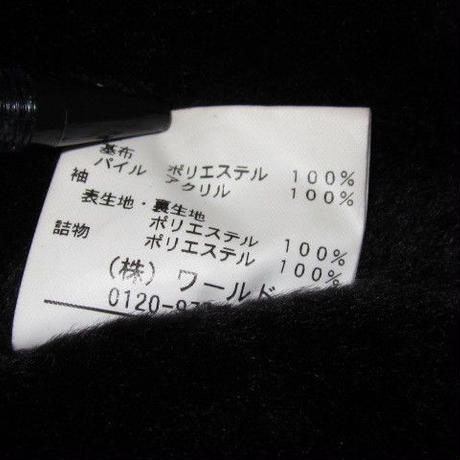 基布 ポリエステル 100%
パイル アクリル 100%
袖
表生地・裏生地
ポリエステル 100%
詰物 ポリエステル 100%
(株) ワールド
0120-97